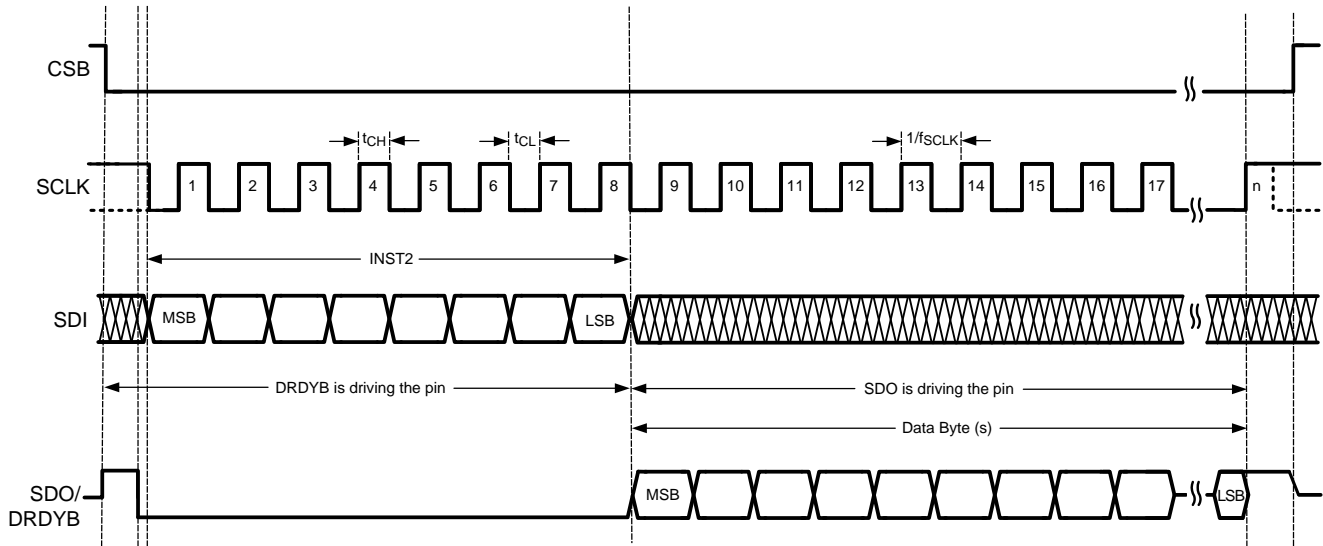 CSB
tCH
tCL
1/fSCLK
SCLK
1 2 3 4 5 6 7 8 9 10 11 12 13 14 15 16 17 n
INST2
SDI
MSB LSB
DRDYB is driving the pin
SDO is driving the pin
Data Byte (s)
SDO/
DRDYB
MSB LSB